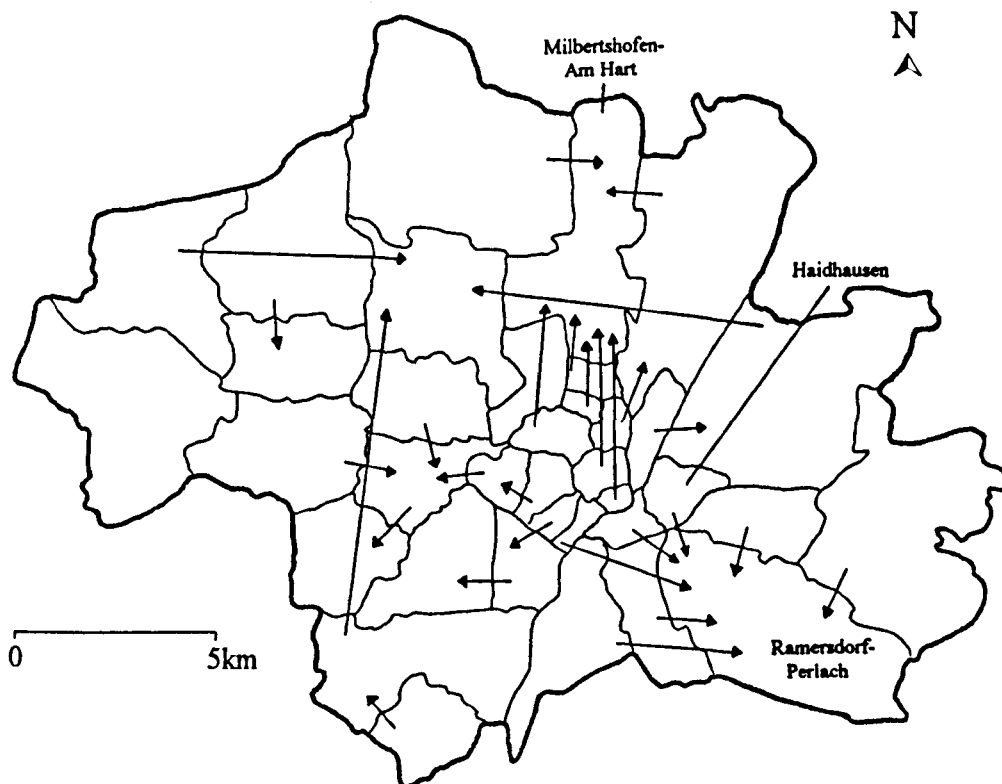 N
Milbertshofen-
Am Hart
Haidhausen
0
5km
Ramersdorf-
Perlach